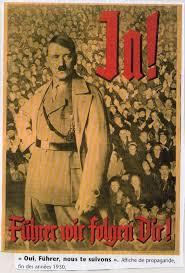 Ja!
Führer wir folgen Dir!
« Oui, Führer, nous te suivons ». Affiche de propagande,
fin des années 1930.